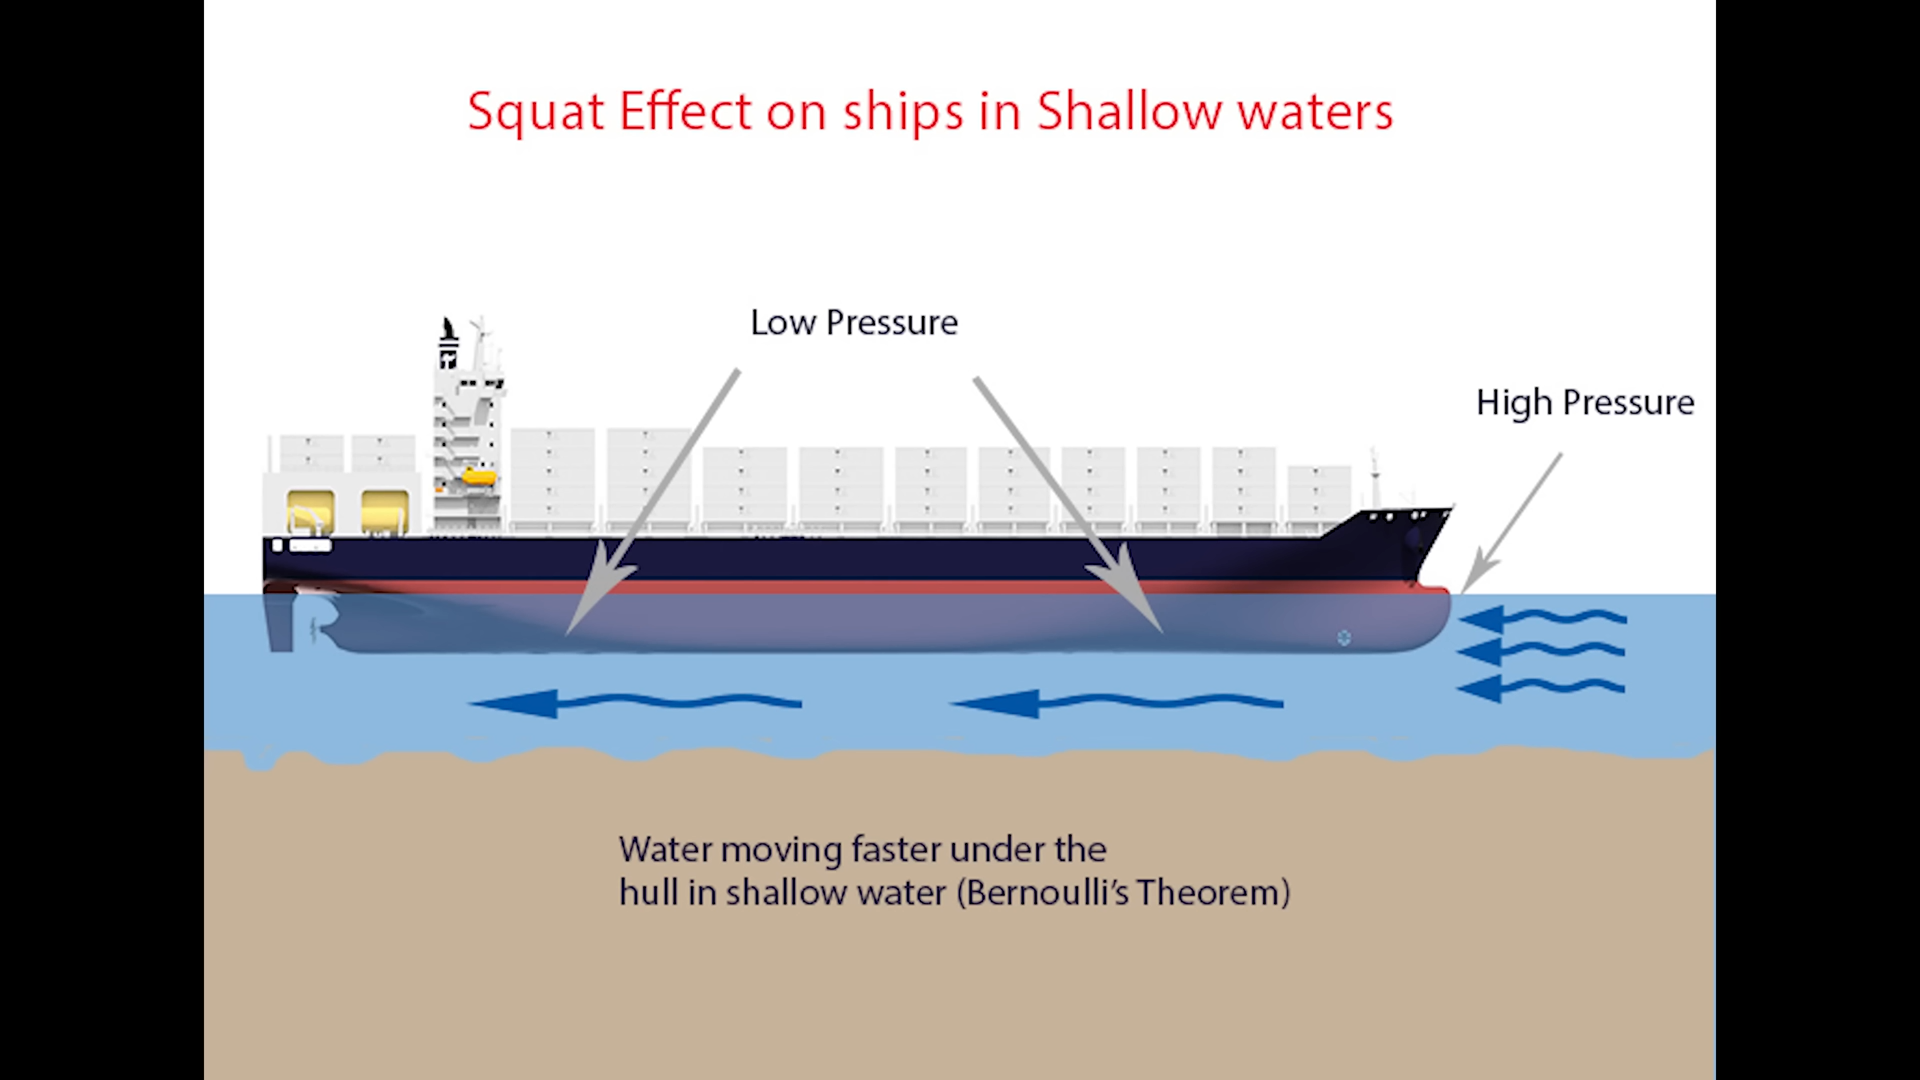 Squat Effect on ships in Shallow waters
Low Pressure
High Pressure
Water moving faster under the
hull in shallow water (Bernoulli’s Theorem)